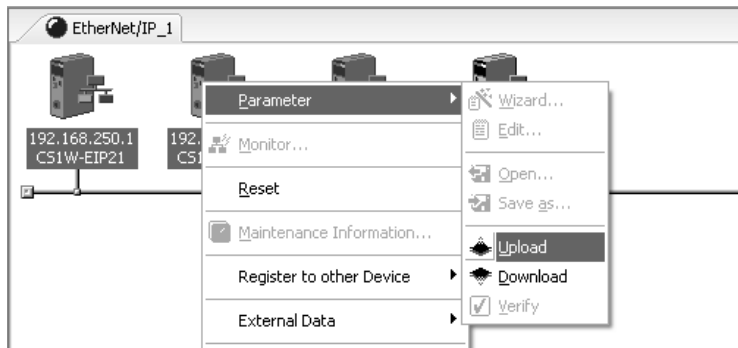 EtherNet/IP_1
Parameter
Wizard...
Edit...
192.168.250.1
192.
CS1W-EIP21
CS1
Monitor...
Open...
Reset
Save as...
Maintenance Information...
Upload
Register to other Device
Download
External Data
Verify